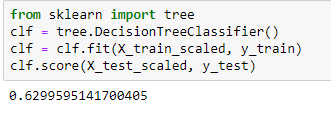 from sklearn import tree
clf = tree.DecisionTreeClassifier()
clf = clf.fit(X_train_scaled, y_train)
clf.score(X_test_scaled, y_test)
0.6299595141700405